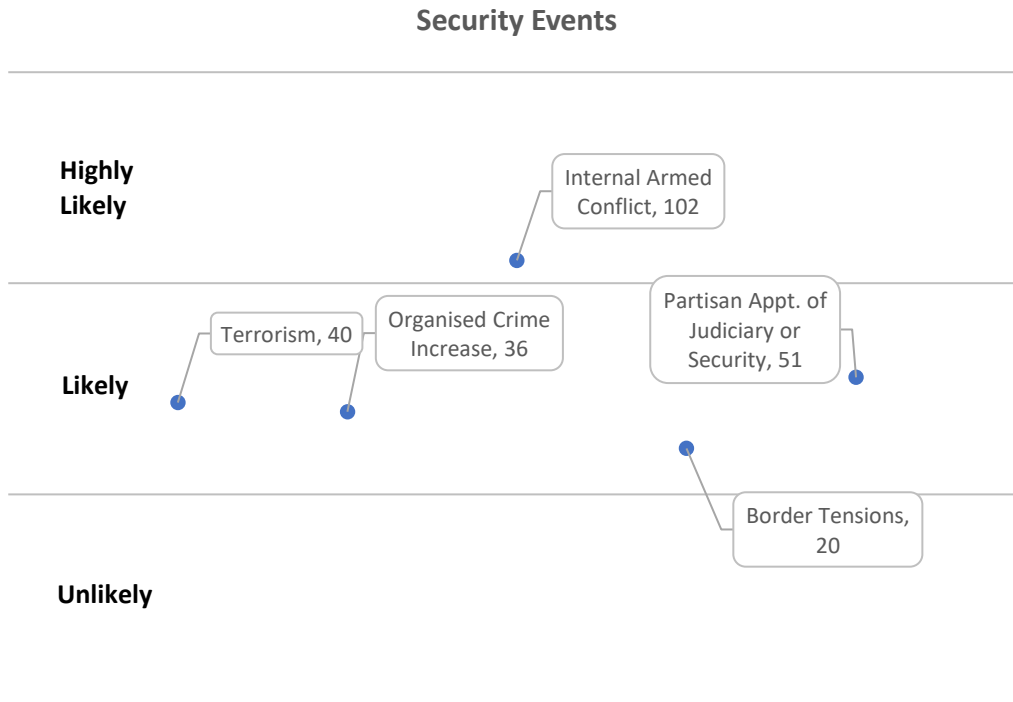 Security Events
Highly
Likely
Internal Armed
Conflict, 102
Terrorism, 40
Organised Crime
Increase, 36
Partisan Appt. of
Judiciary or
Security, 51
Likely
Border Tensions,
20
Unlikely